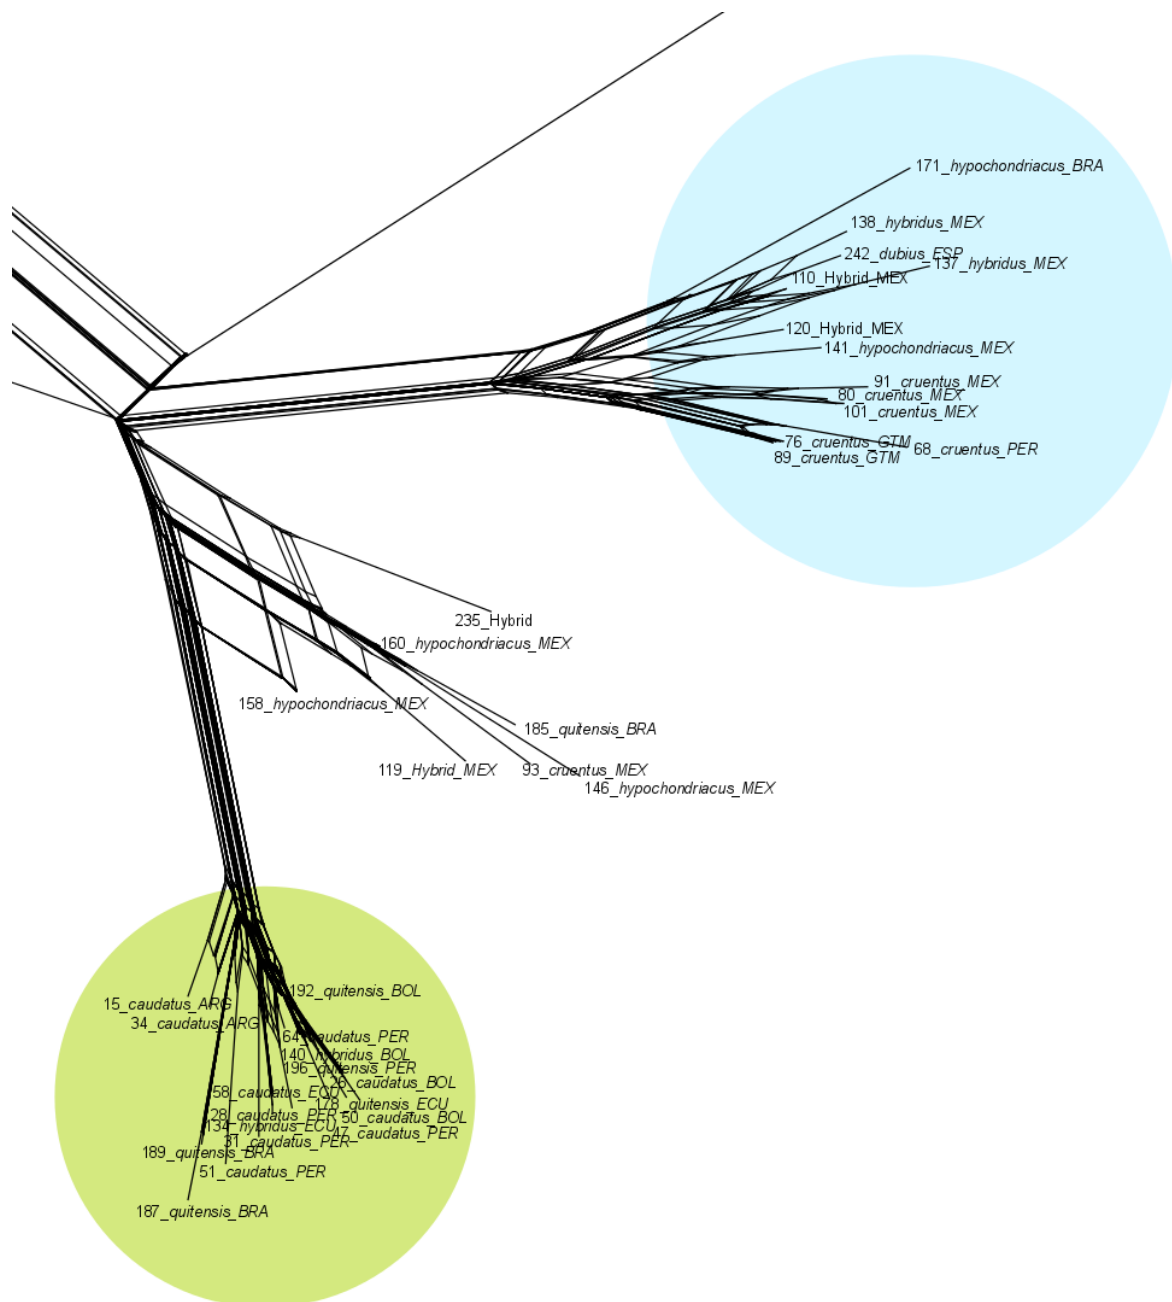 171_hypochondriacus_BRA
138_hybridus_MEX
242_dubius_ESP
137_hybridus_MEX
110_Hybrid_MEX
120_Hybrid_MEX
141_hypochondriacus_MEX
91_cruentus_MEX
80_cruentus_MEX
101_cruentus_MEX
76_cruentus_GTM
68_cruentus_PER
89_cruentus_GTM
235_Hybrid
160_hypochondriacus_MEX
158_hypochondriacus_MEX
185_quitensis_BRA
119_Hybrid_MEX
93_cruentus_MEX
146_hypochondriacus_MEX
192_quitensis_BOL
15_caudatus_ARG
34_caudatus_ARG
64_caudatus_PER
140_hybridus_BOL
196_quitensis_PER
26_caudatus_BOL
58_caudatus_ECU
178_quitensis_ECU
28_caudatus_PER
50_caudatus_BOL
134_hybridus_ECU
47_caudatus_PER
31_caudatus_PER
189_quitensis_BRA
51_caudatus_PER
187_quitensis_BRA